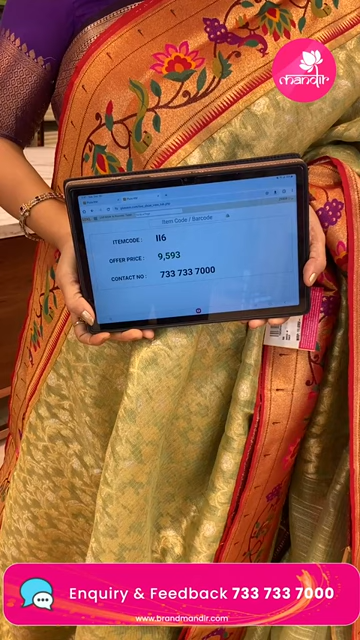 mandir
Item Code / Barcode
ITEMCODE : II6
OFFER PRICE : 9,593
CONTACT NO : 733 733 7000
Enquiry & Feedback 733 733 7000
www.brandmandir.com